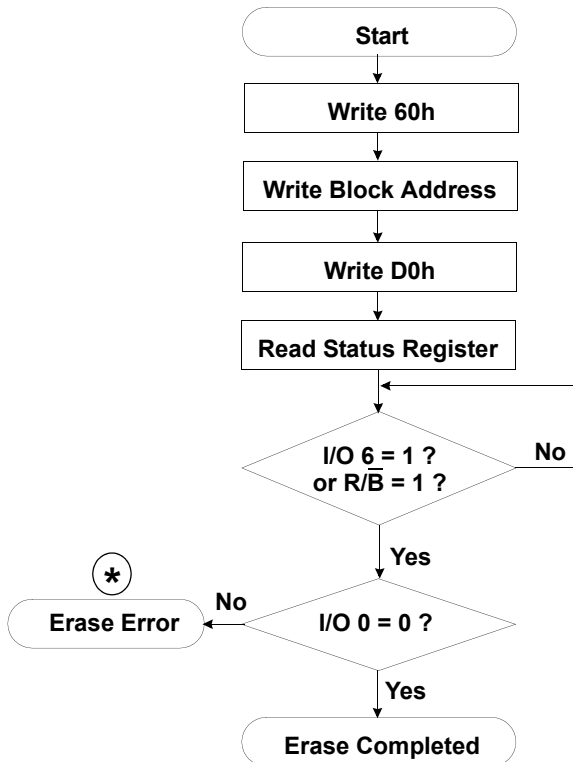 Start
Write 60h
Write Block Address
Write D0h
Read Status Register
I/O 6 = 1 ?
or R/B̅ = 1 ?
No
Yes
*
No
Erase Error
I/O 0 = 0 ?
Yes
Erase Completed